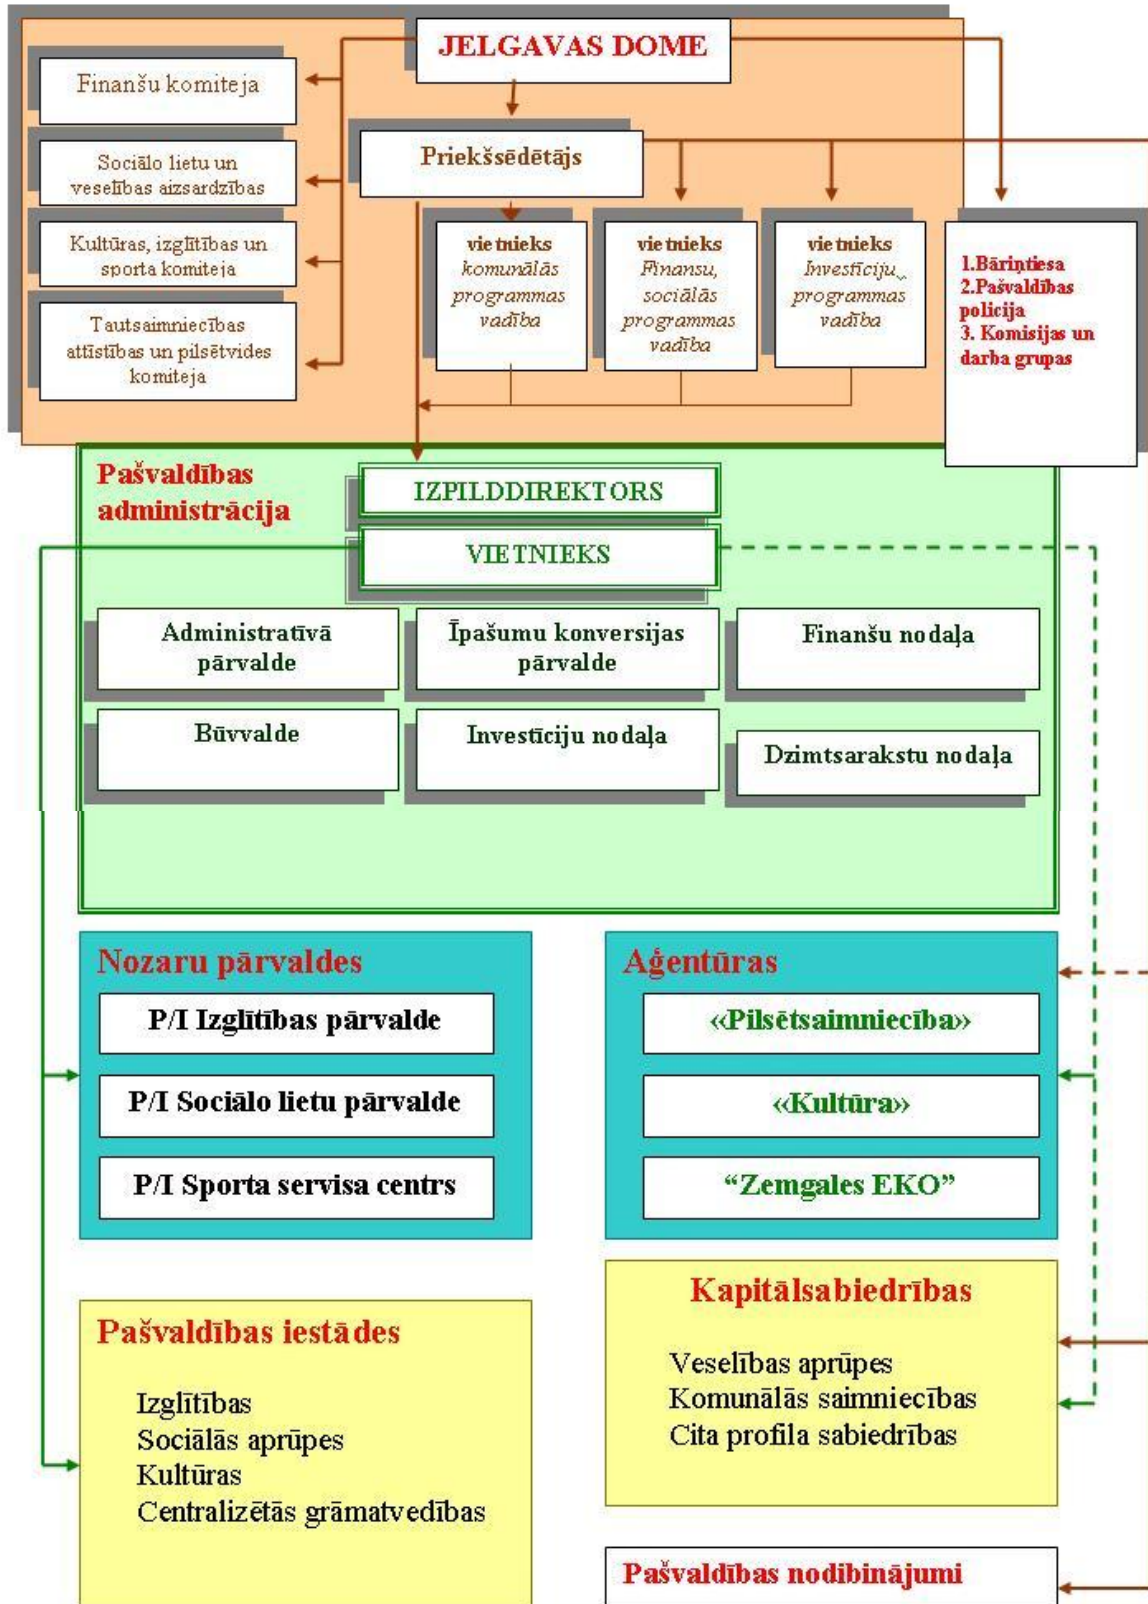 JELGAVAS DOME
Finanšu komiteja
Sociālo lietu un
veselības aizsardzības
Kultūras, izglītības un
sporta komiteja
Tautsaimniecības
attīstības un pilsētvides
komiteja
Priekšsēdētājs
vietnieks
komunālās
programmas
vadība
vietnieks
Finansu,
sociālās
programmas
vadība
vietnieks
Investīciju
programmas
vadība
1.Bāriņtiesa
2.Pašvaldības
policija
3. Komisijas un
darba grupas
Pašvaldības
administrācija
IZPILDDIREKTORS
VIETNIEKS
Administratīvā
pārvalde
Īpašumu konversijas
pārvalde
Finanšu nodaļa
Būvvalde
Investīciju nodaļa
Dzimtsarakstu nodaļa
Nozaru pārvaldes
P/I Izglītības pārvalde
P/I Sociālo lietu pārvalde
P/I Sporta servisa centrs
Aģentūras
«Pilsētsaimniecība»
«Kultūra»
“Zemgales EKO”
Pašvaldības iestādes
Izglītības
Sociālās aprūpes
Kultūras
Centralizētās grāmatvedības
Kapitālsabiedrības
Veselības aprūpes
Komunālās saimniecības
Cita profila sabiedrības
Pašvaldības nodibinājumi